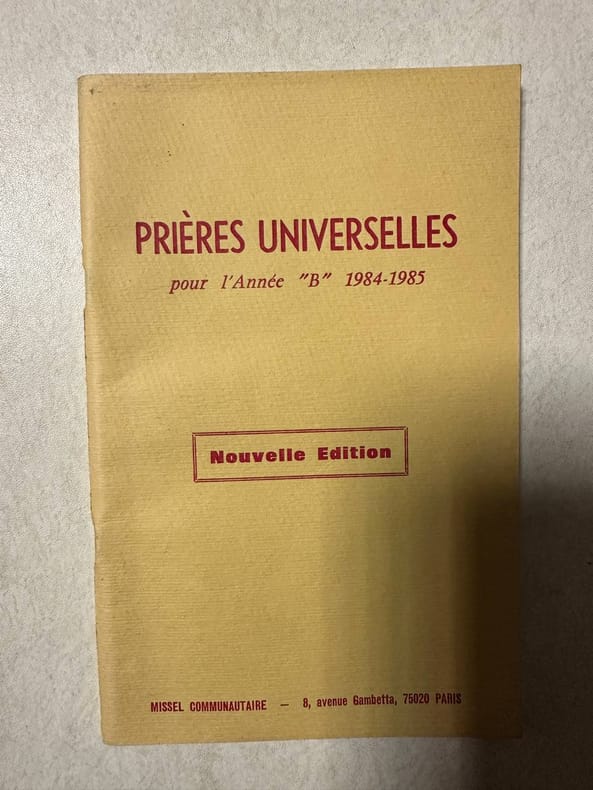 PRIÈRES UNIVERSELLES
pour l'Année "B" 1984-1985
Nouvelle Edition
MISSEL COMMUNAUTAIRE — 8, avenue Gambetta, 75020 PARIS